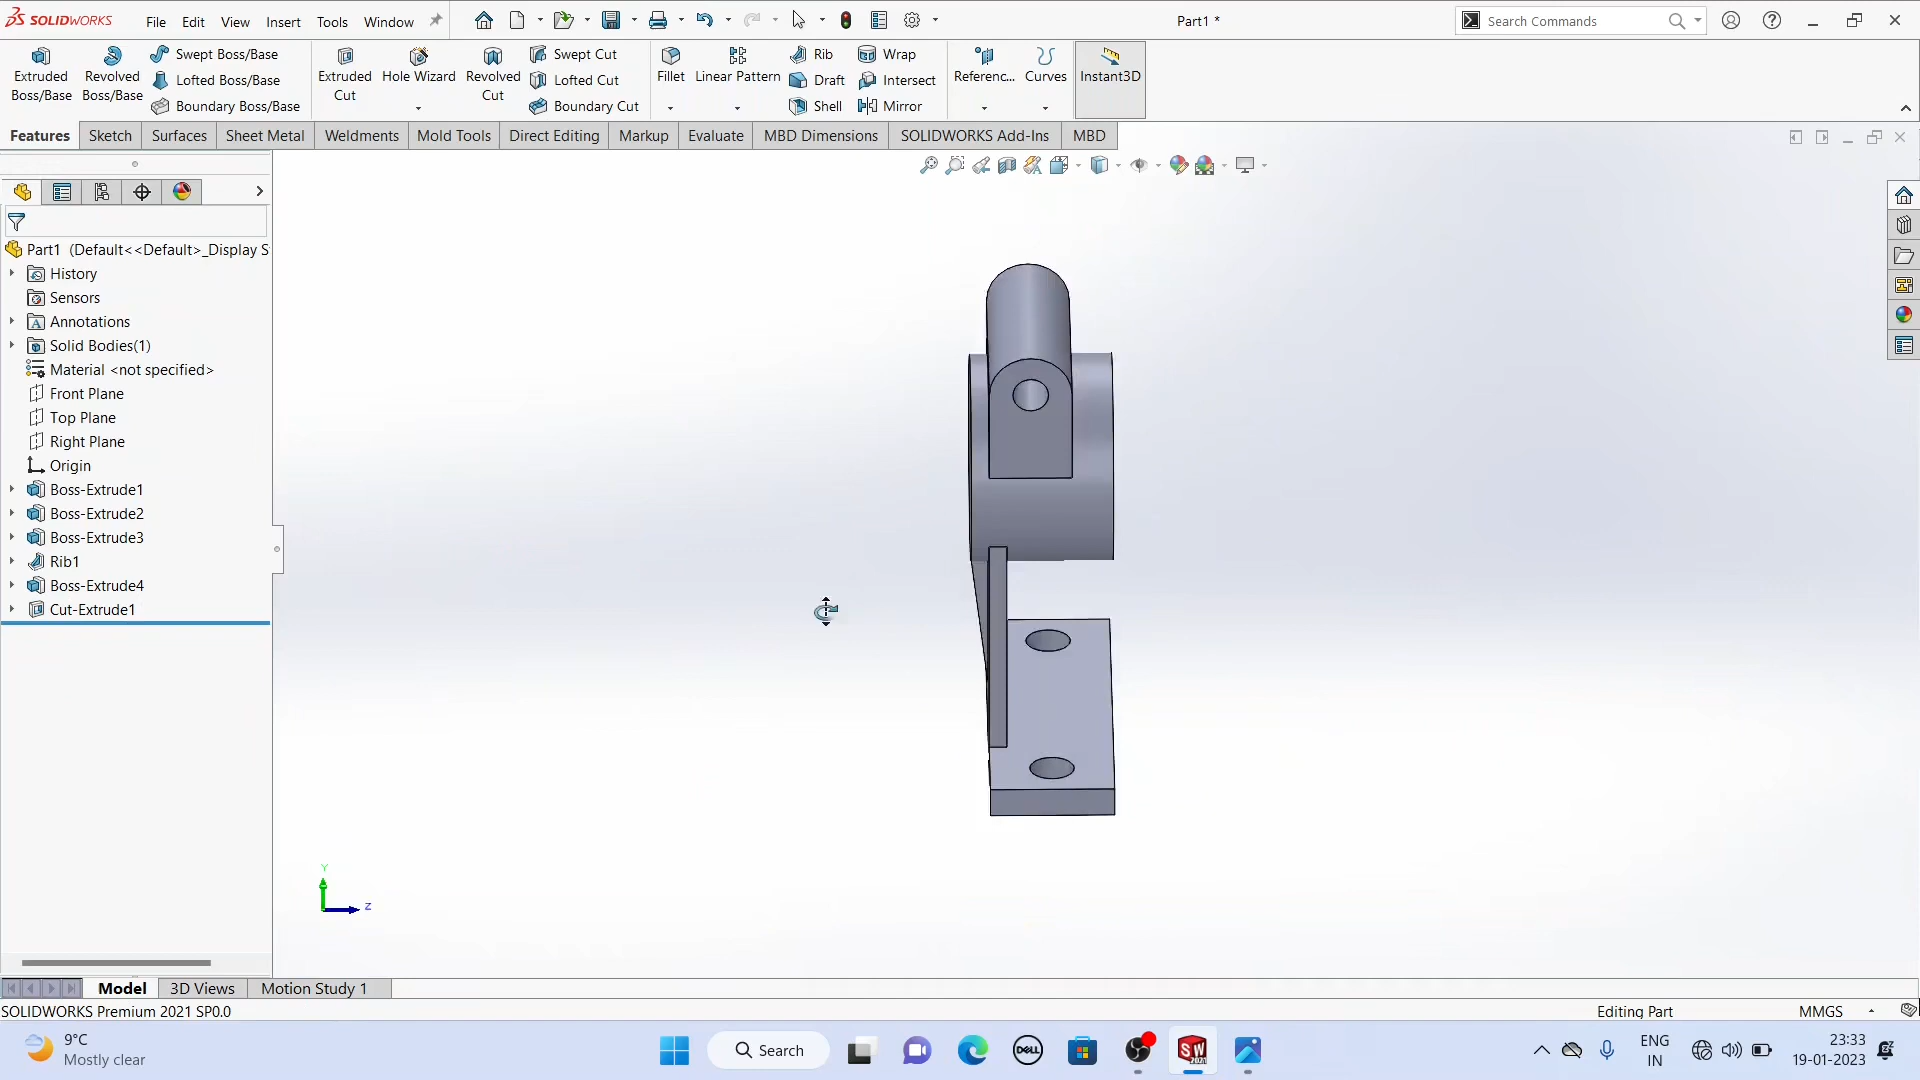 SOLIDWORKS File Edit View Insert Tools Window Part1 * Search Commands
Extruded Boss/Base
Revolved Boss/Base
Swept Boss/Base
Lofted Boss/Base
Boundary Boss/Base
Extruded Cut
Hole Wizard
Revolved Cut
Swept Cut
Lofted Cut
Boundary Cut
Fillet
Linear Pattern
Rib
Draft
Shell
Wrap
Intersect
Mirror
Referenc...
Curves
Instant3D
Features Sketch Surfaces Sheet Metal Weldments Mold Tools Direct Editing Markup Evaluate MBD Dimensions SOLIDWORKS Add-Ins MBD
Part1 (Default<<Default>_Display S
History
Sensors
Annotations
Solid Bodies(1)
Material <not specified>
Front Plane
Top Plane
Right Plane
Origin
Boss-Extrude1
Boss-Extrude2
Boss-Extrude3
Rib1
Boss-Extrude4
Cut-Extrude1
Y
Z
Model 3D Views Motion Study 1
SOLIDWORKS Premium 2021 SP0.0 Editing Part MMGS
9°C
Mostly clear
Search
DELL
SW
2021
ENG
IN
23:33
19-01-2023